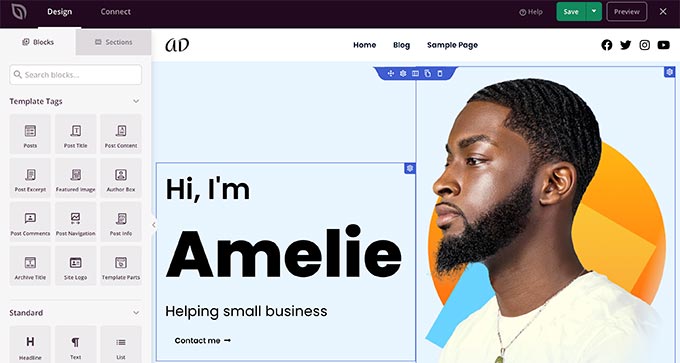 Design Connect Help Save Preview
Blocks Sections
Search blocks...
Template Tags
Posts Post Title Post Content
Post Excerpt Featured Image Author Box
Post Comments Post Navigation Post Info
Archive Title Site Logo Template Parts
Standard
Headline Text List
aD Home Blog Sample Page
Hi, I'm
Amelie
Helping small business
Contact me